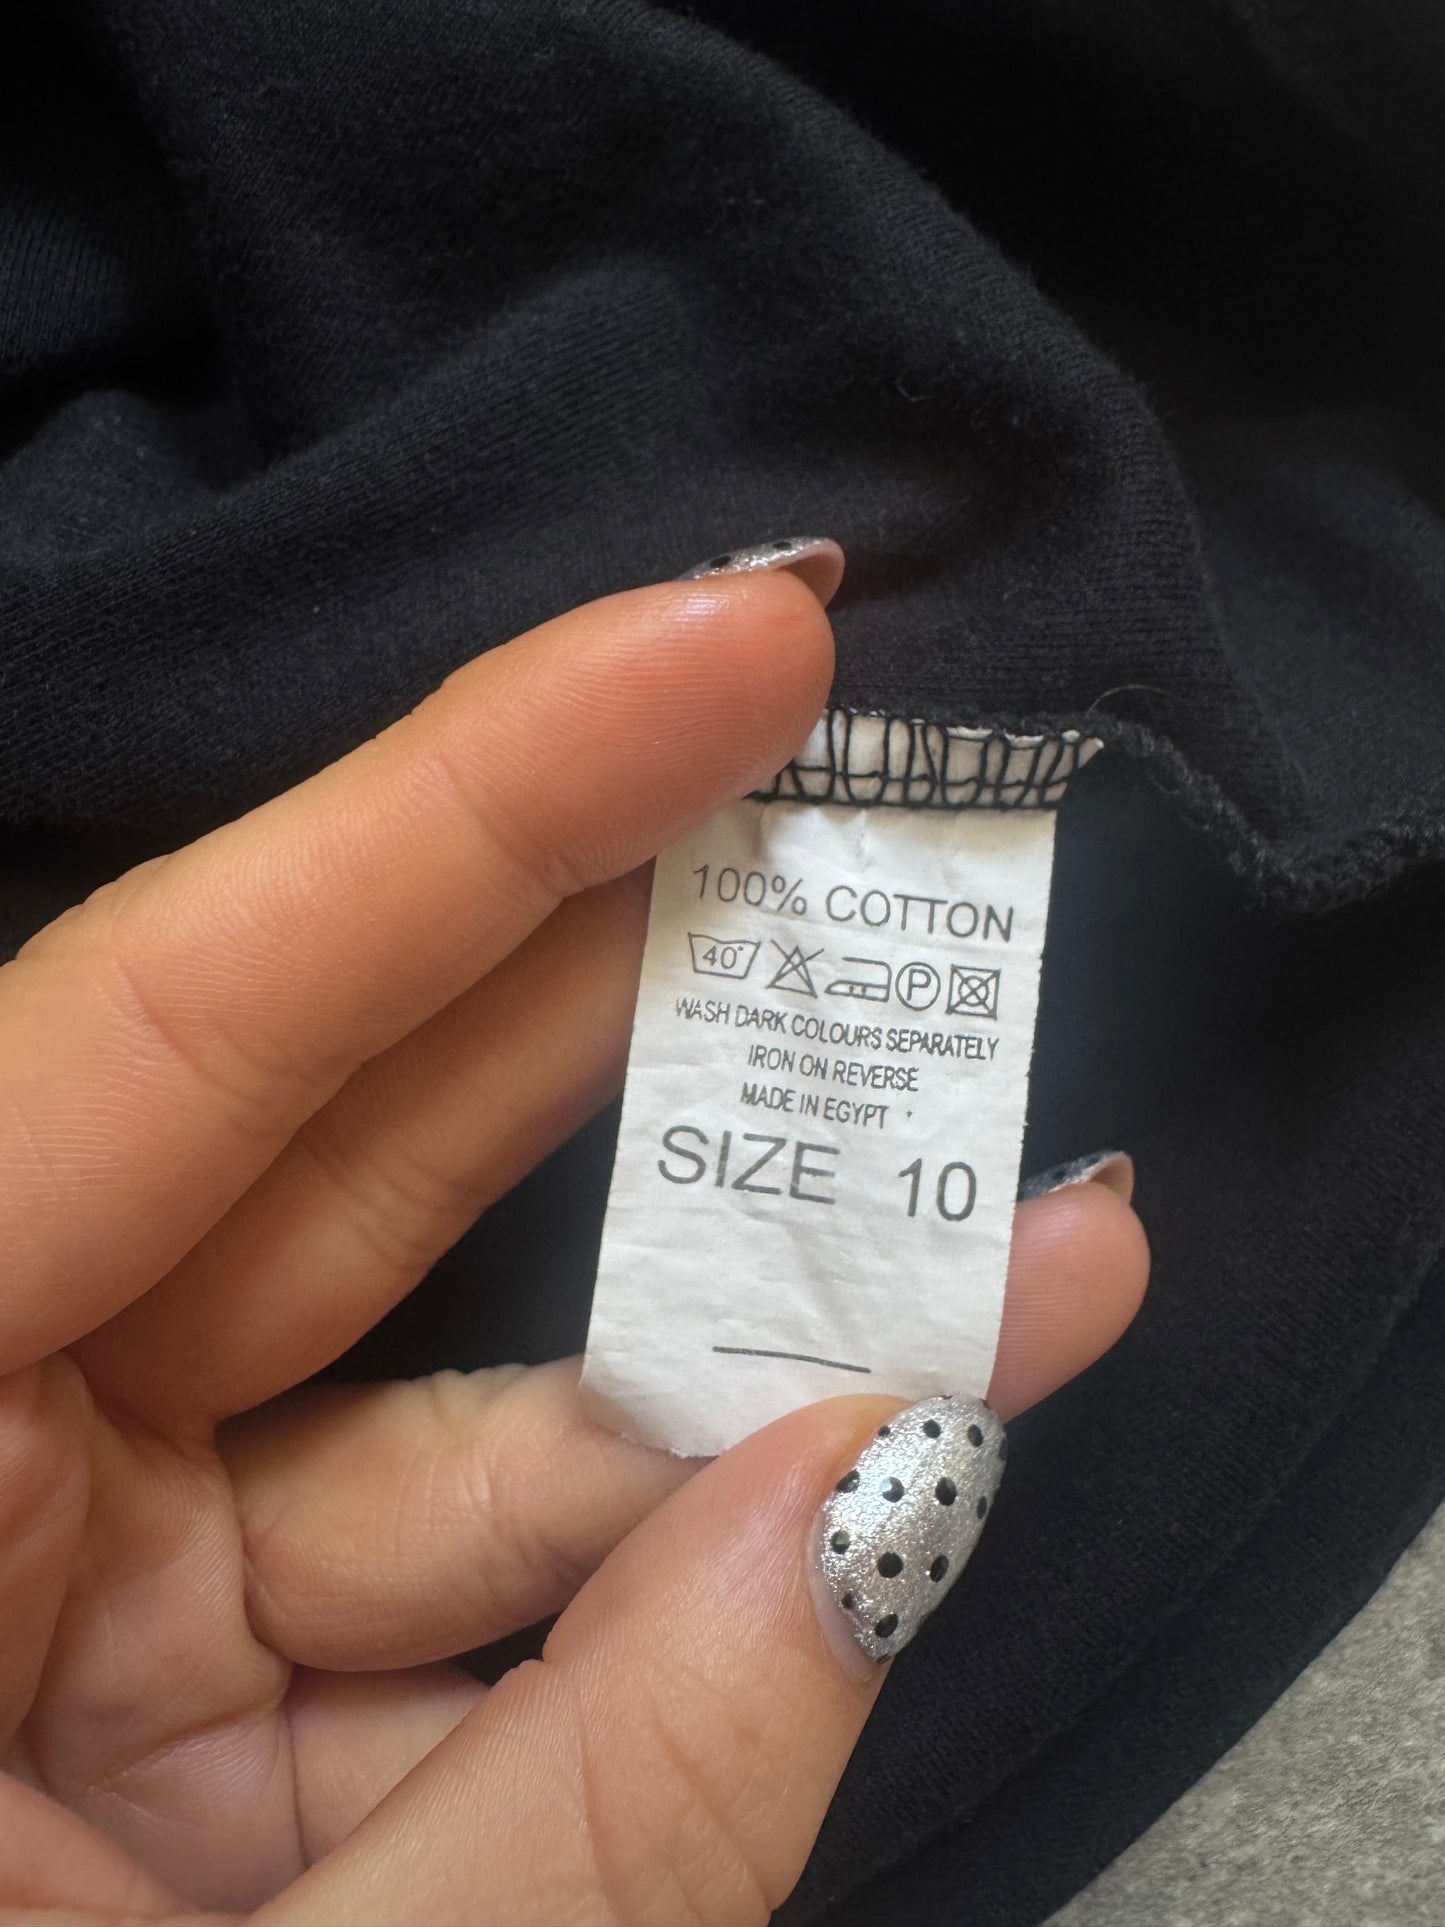 100% COTTON
40° P
WASH DARK COLOURS SEPARATELY
IRON ON REVERSE
MADE IN EGYPT
SIZE 10